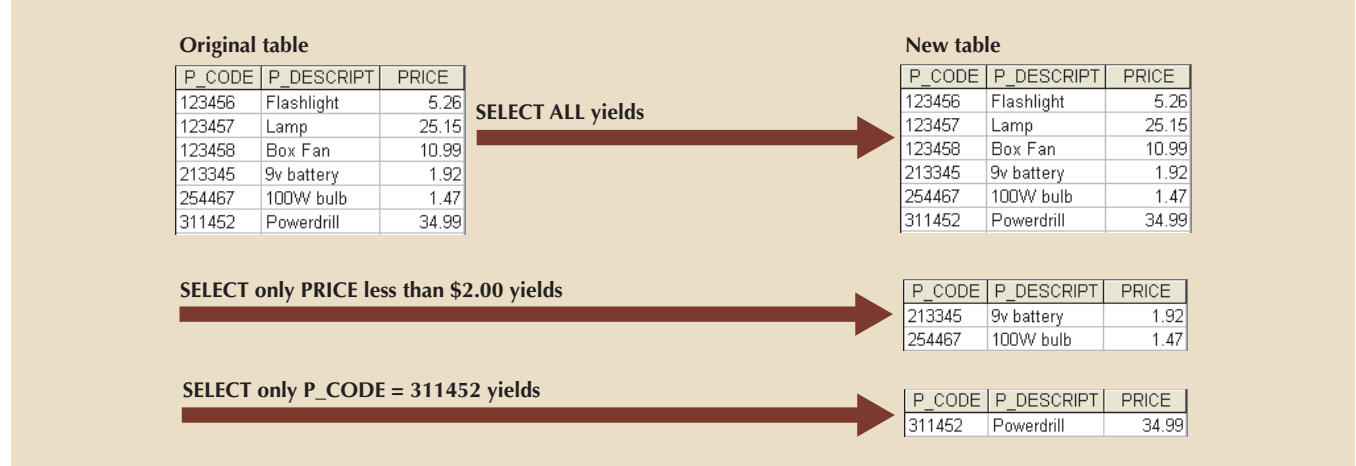 Original table
P_CODE P_DESCRIPT PRICE
123456 Flashlight 5.26
123457 Lamp 25.15
123458 Box Fan 10.99
213345 9v battery 1.92
254467 100W bulb 1.47
311452 Powerdrill 34.99
SELECT ALL yields
New table
P_CODE P_DESCRIPT PRICE
123456 Flashlight 5.26
123457 Lamp 25.15
123458 Box Fan 10.99
213345 9v battery 1.92
254467 100W bulb 1.47
311452 Powerdrill 34.99
SELECT only PRICE less than $2.00 yields
P_CODE P_DESCRIPT PRICE
213345 9v battery 1.92
254467 100W bulb 1.47
SELECT only P_CODE = 311452 yields
P_CODE P_DESCRIPT PRICE
311452 Powerdrill 34.99